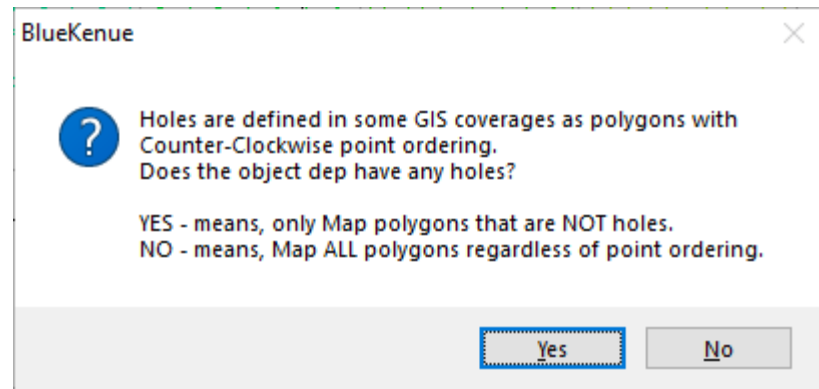 BlueKenue
Holes are defined in some GIS coverages as polygons with
Counter-Clockwise point ordering.
Does the object dep have any holes?
YES - means, only Map polygons that are NOT holes.
NO - means, Map ALL polygons regardless of point ordering.
Yes
No